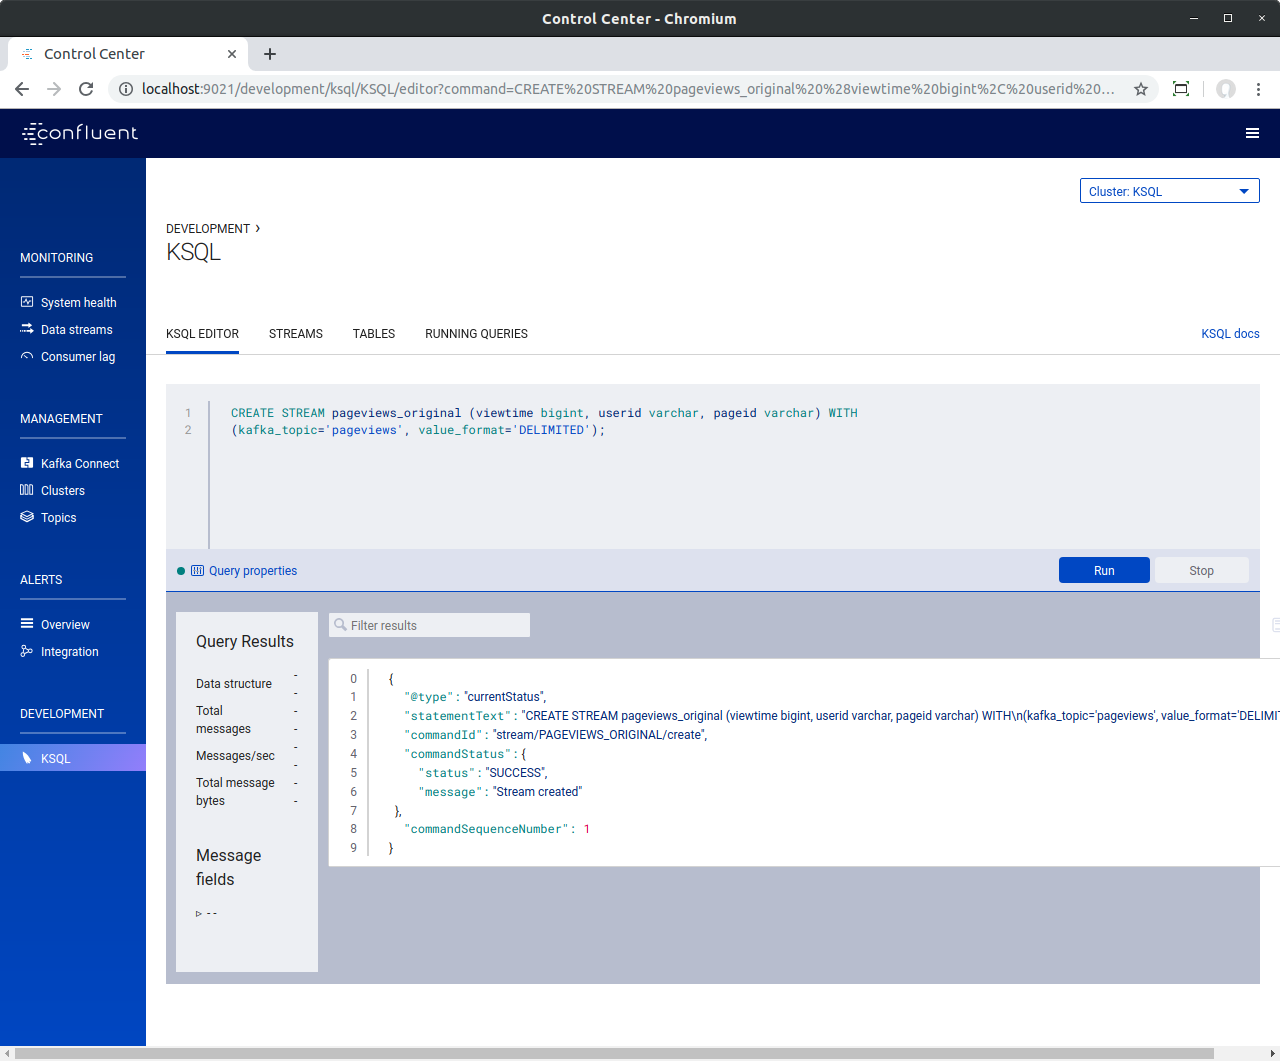 Control Center - Chromium
Control Center
localhost:9021/development/ksql/KSQL/editor?command=CREATE%20STREAM%20pageviews_original%20%28viewtime%20bigint%2C%20userid%20...
confluent
Cluster: KSQL
DEVELOPMENT ›
KSQL
MONITORING
System health
Data streams
Consumer lag
MANAGEMENT
Kafka Connect
Clusters
Topics
ALERTS
Overview
Integration
DEVELOPMENT
KSQL
KSQL EDITOR STREAMS TABLES RUNNING QUERIES KSQL docs
1 CREATE STREAM pageviews_original (viewtime bigint, userid varchar, pageid varchar) WITH
2 (kafka_topic='pageviews', value_format='DELIMITED');
Query properties Run Stop
Query Results
Data structure - -
Total messages - -
Messages/sec - -
Total message bytes - -
Message fields
▹ --
Filter results
0 {
1 "@type": "currentStatus",
2 "statementText": "CREATE STREAM pageviews_original (viewtime bigint, userid varchar, pageid varchar) WITH\n(kafka_topic='pageviews', value_format='DELIMIT
3 "commandId": "stream/PAGEVIEWS_ORIGINAL/create",
4 "commandStatus": {
5 "status": "SUCCESS",
6 "message": "Stream created"
7 },
8 "commandSequenceNumber": 1
9 }